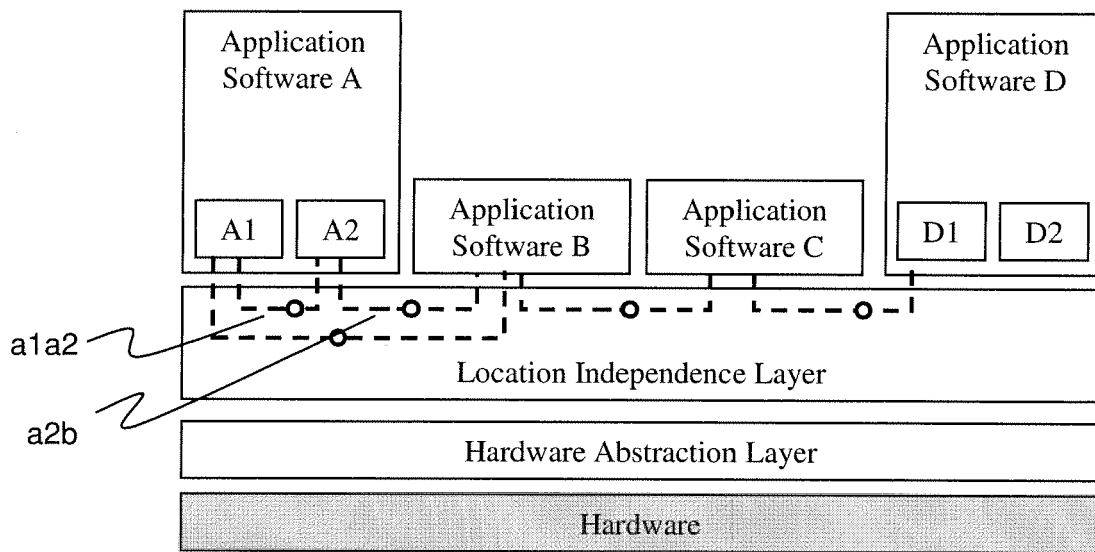 Application
Software A
Application
Software D
A1
A2
Application
Software B
Application
Software C
D1
D2
a1a2
Location Independence Layer
a2b
Hardware Abstraction Layer
Hardware